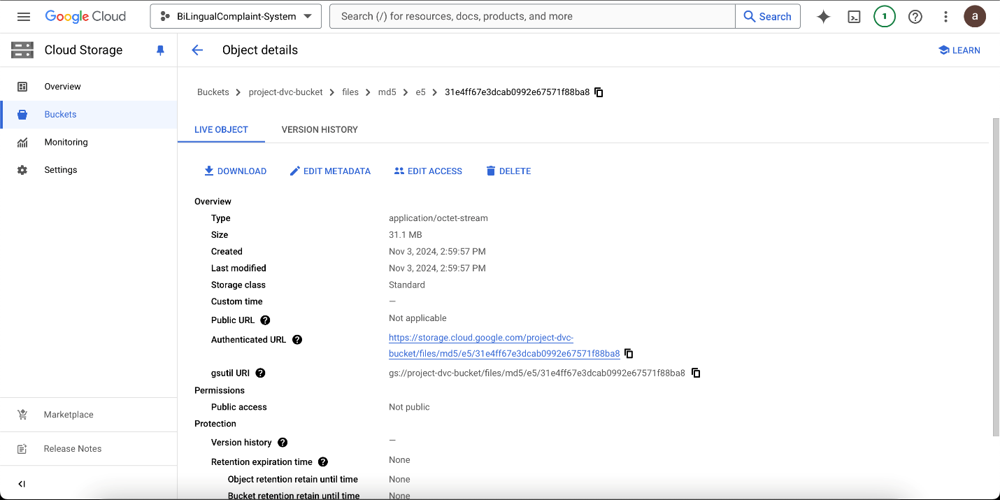 Google Cloud
BiLingualComplaint-System
Search (/) for resources, docs, products, and more
Search
1
a
Cloud Storage
Object details
LEARN
Overview
Buckets
Monitoring
Settings
Marketplace
Release Notes
Buckets > project-dvc-bucket > files > md5 > e5 > 31e4ff67e3dcab0992e67571f88ba8
LIVE OBJECT VERSION HISTORY
DOWNLOAD EDIT METADATA EDIT ACCESS DELETE
Overview
Type application/octet-stream
Size 31.1 MB
Created Nov 3, 2024, 2:59:57 PM
Last modified Nov 3, 2024, 2:59:57 PM
Storage class Standard
Custom time —
Public URL Not applicable
Authenticated URL https://storage.cloud.google.com/project-dvc-
bucket/files/md5/e5/31e4ff67e3dcab0992e67571f88ba8
gsutil URI gs://project-dvc-bucket/files/md5/e5/31e4ff67e3dcab0992e67571f88ba8
Permissions
Public access Not public
Protection
Version history —
Retention expiration time None
Object retention retain until time None
Bucket retention retain until time None